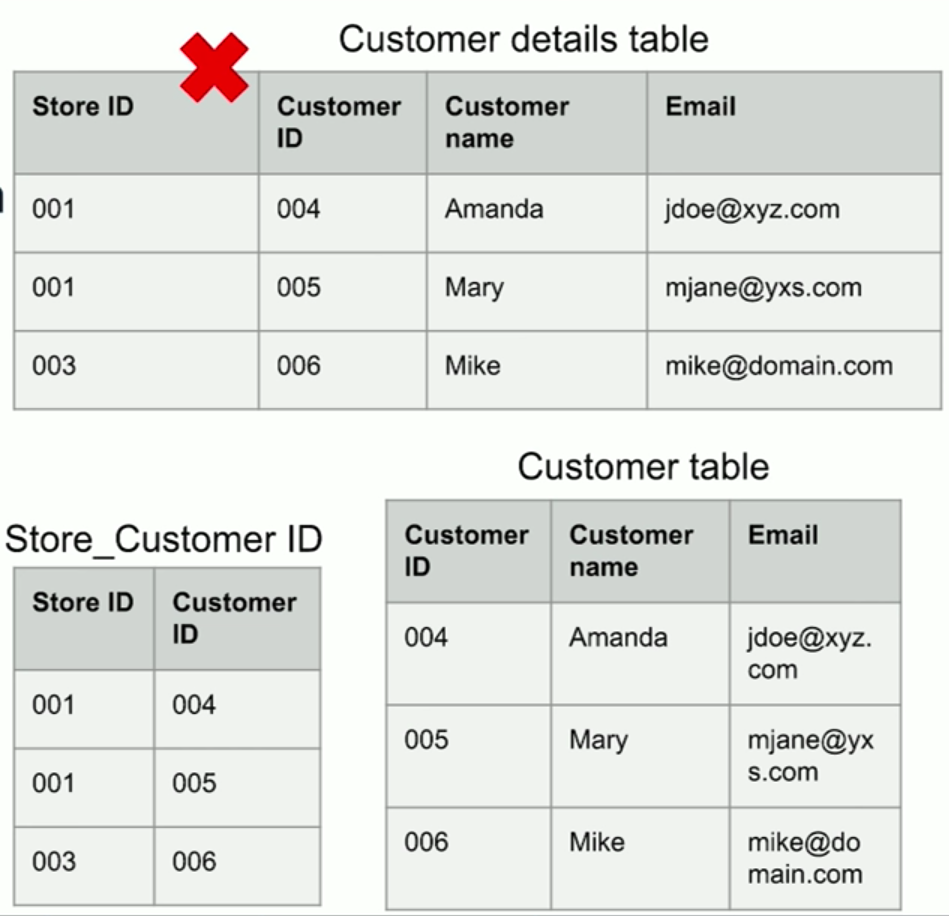 Customer details table
Store ID Customer ID Customer name Email
001 004 Amanda jdoe@xyz.com
001 005 Mary mjane@yxs.com
003 006 Mike mike@domain.com
Customer table
Customer ID Customer name Email
004 Amanda jdoe@xyz.com
005 Mary mjane@yxs.com
006 Mike mike@domain.com
Store_Customer ID
Store ID Customer ID
001 004
001 005
003 006